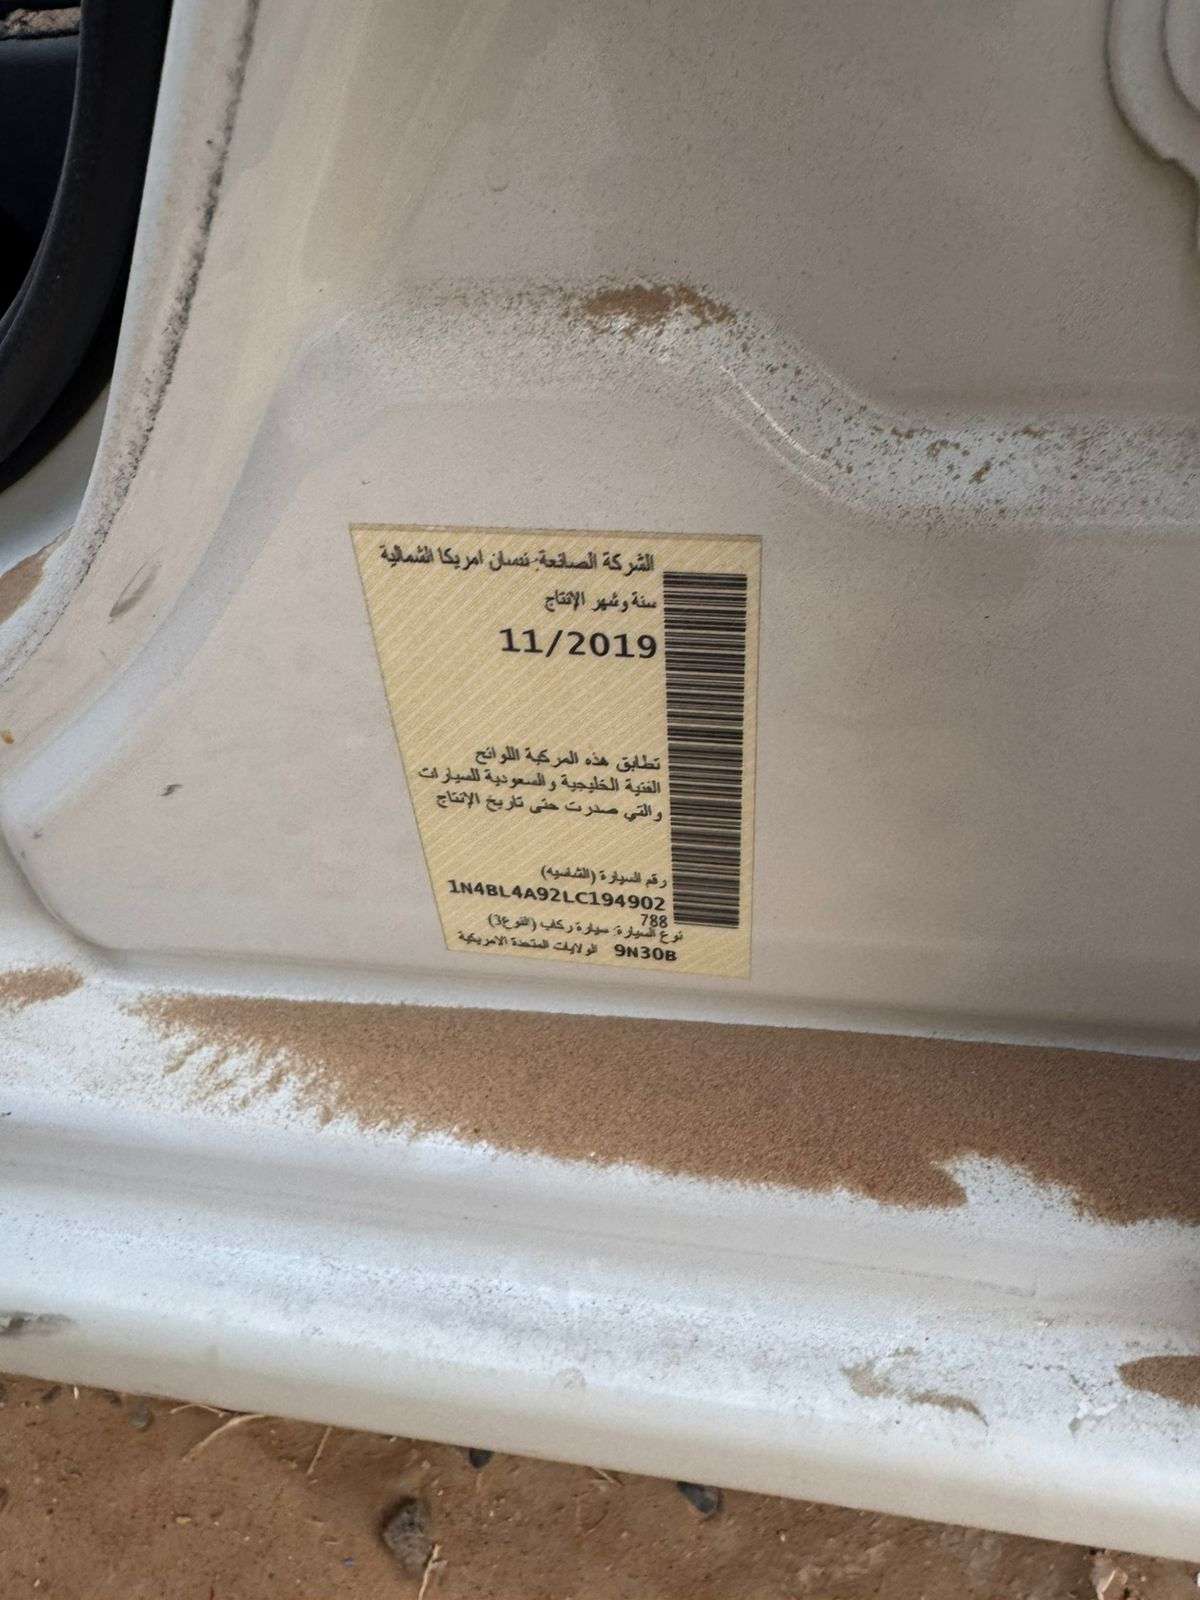 الشركة الصانعة: نيسان امريكا الشمالية
سنة وشهر الإنتاج
11/2019
تطابق هذه المركبة اللوائح
الفنية الخليجية والسعودية للسيارات
والتي صدرت حتى تاريخ الإنتاج
رقم السيارة (الشاسيه)
1N4BL4A92LC194902
788
نوع السيارة: سيارة ركاب (النوع3)
9N30B الولايات المتحدة الامريكية